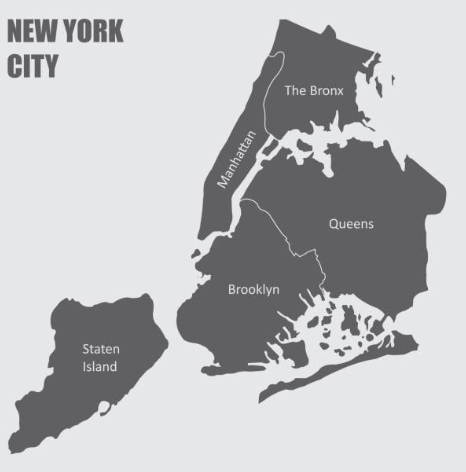 NEW YORK
CITY
The Bronx
Manhattan
Queens
Brooklyn
Staten
Island